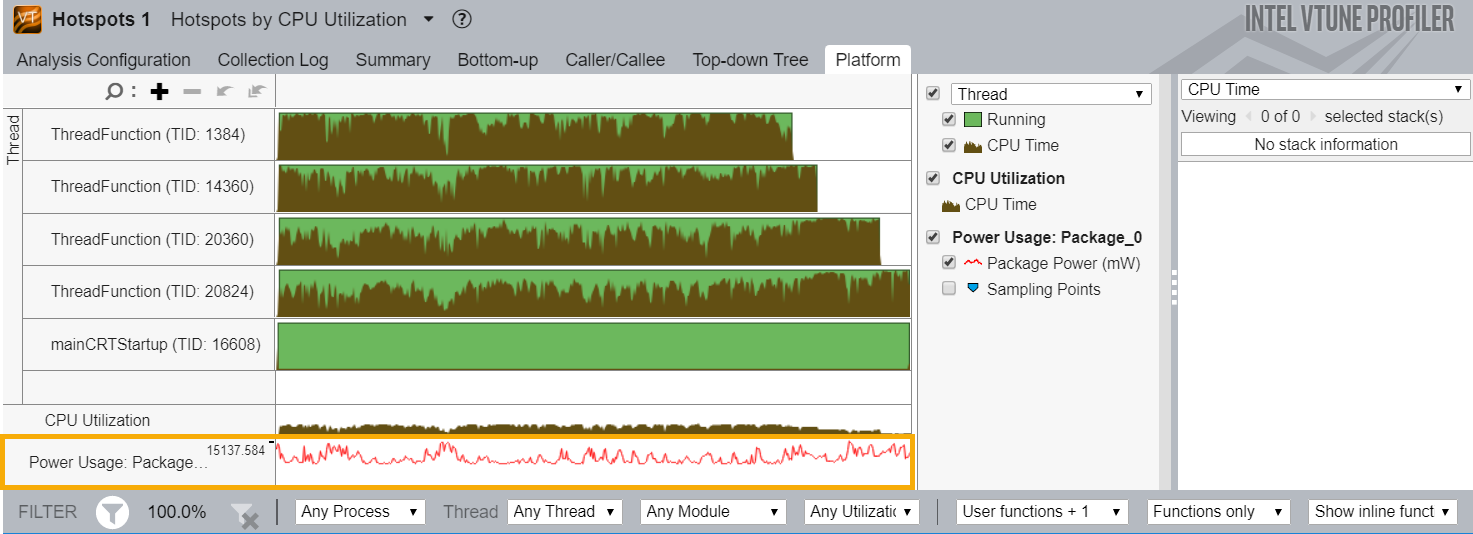 VT Hotspots 1 Hotspots by CPU Utilization ?
INTEL VTUNE PROFILER
Analysis Configuration Collection Log Summary Bottom-up Caller/Callee Top-down Tree Platform
Thread
ThreadFunction (TID: 1384)
ThreadFunction (TID: 14360)
ThreadFunction (TID: 20360)
ThreadFunction (TID: 20824)
mainCRTStartup (TID: 16608)
CPU Utilization
15137.584
Power Usage: Package...
Thread
Running
CPU Time
CPU Utilization
CPU Time
Power Usage: Package_0
Package Power (mW)
Sampling Points
CPU Time
Viewing 0 of 0 selected stack(s)
No stack information
FILTER 100.0% Any Process Thread Any Thread Any Module Any Utilizatio User functions + 1 Functions only Show inline funct